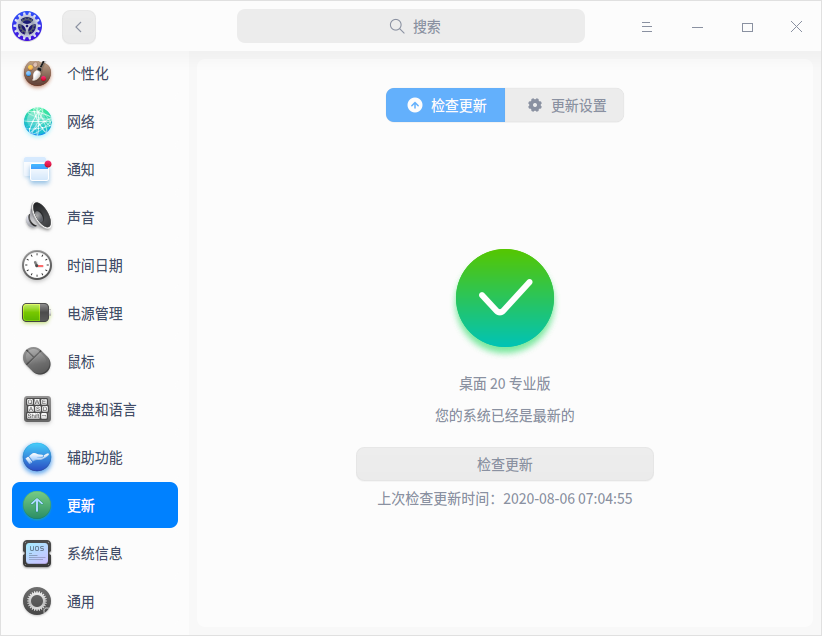 搜索
个性化
网络
通知
声音
时间日期
电源管理
鼠标
键盘和语言
辅助功能
更新
UOS
系统信息
通用
检查更新
更新设置
桌面 20 专业版
您的系统已经是最新的
检查更新
上次检查更新时间：2020-08-06 07:04:55